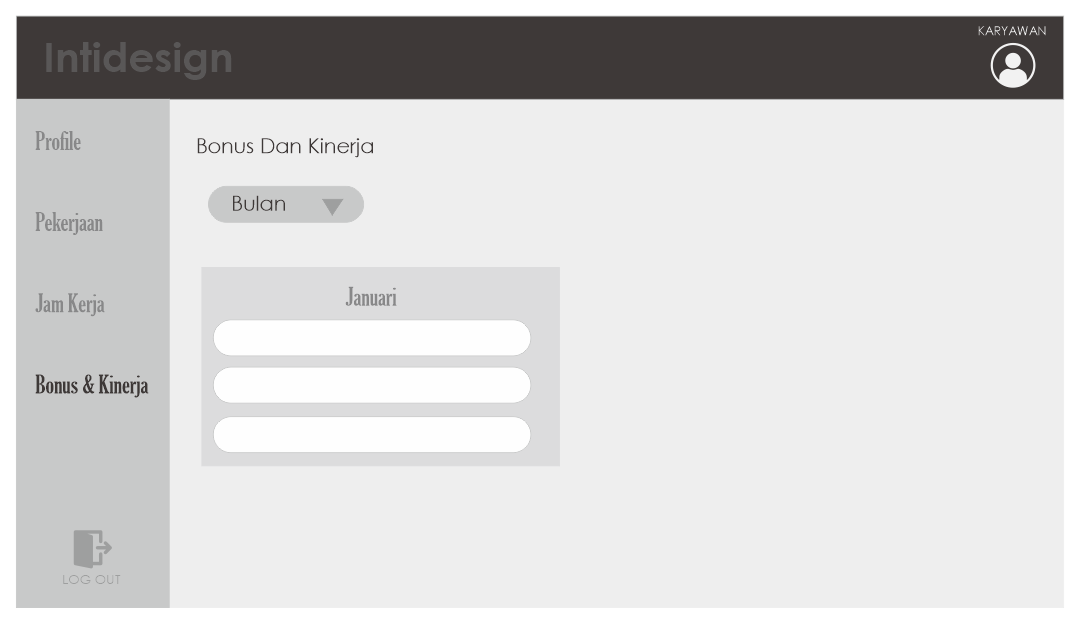 Intidesign
KARYAWAN
Profile
Pekerjaan
Jam Kerja
Bonus & Kinerja
LOG OUT
Bonus Dan Kinerja
Bulan
Januari